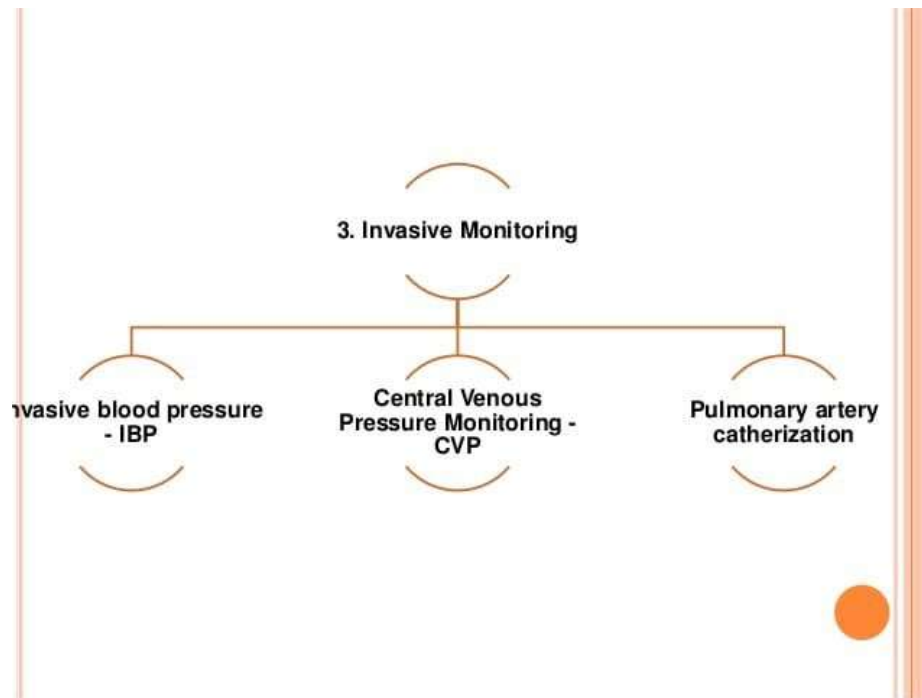 3. Invasive Monitoring
nvasive blood pressure
- IBP
Central Venous
Pressure Monitoring -
CVP
Pulmonary artery
catherization